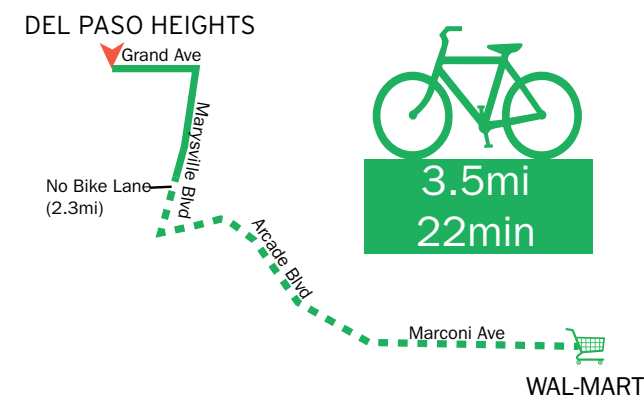 DEL PASO HEIGHTS
Grand Ave
Marysville Blvd
No Bike Lane
(2.3mi)
Arcade Blvd
Marconi Ave
WAL-MART
3.5mi
22min